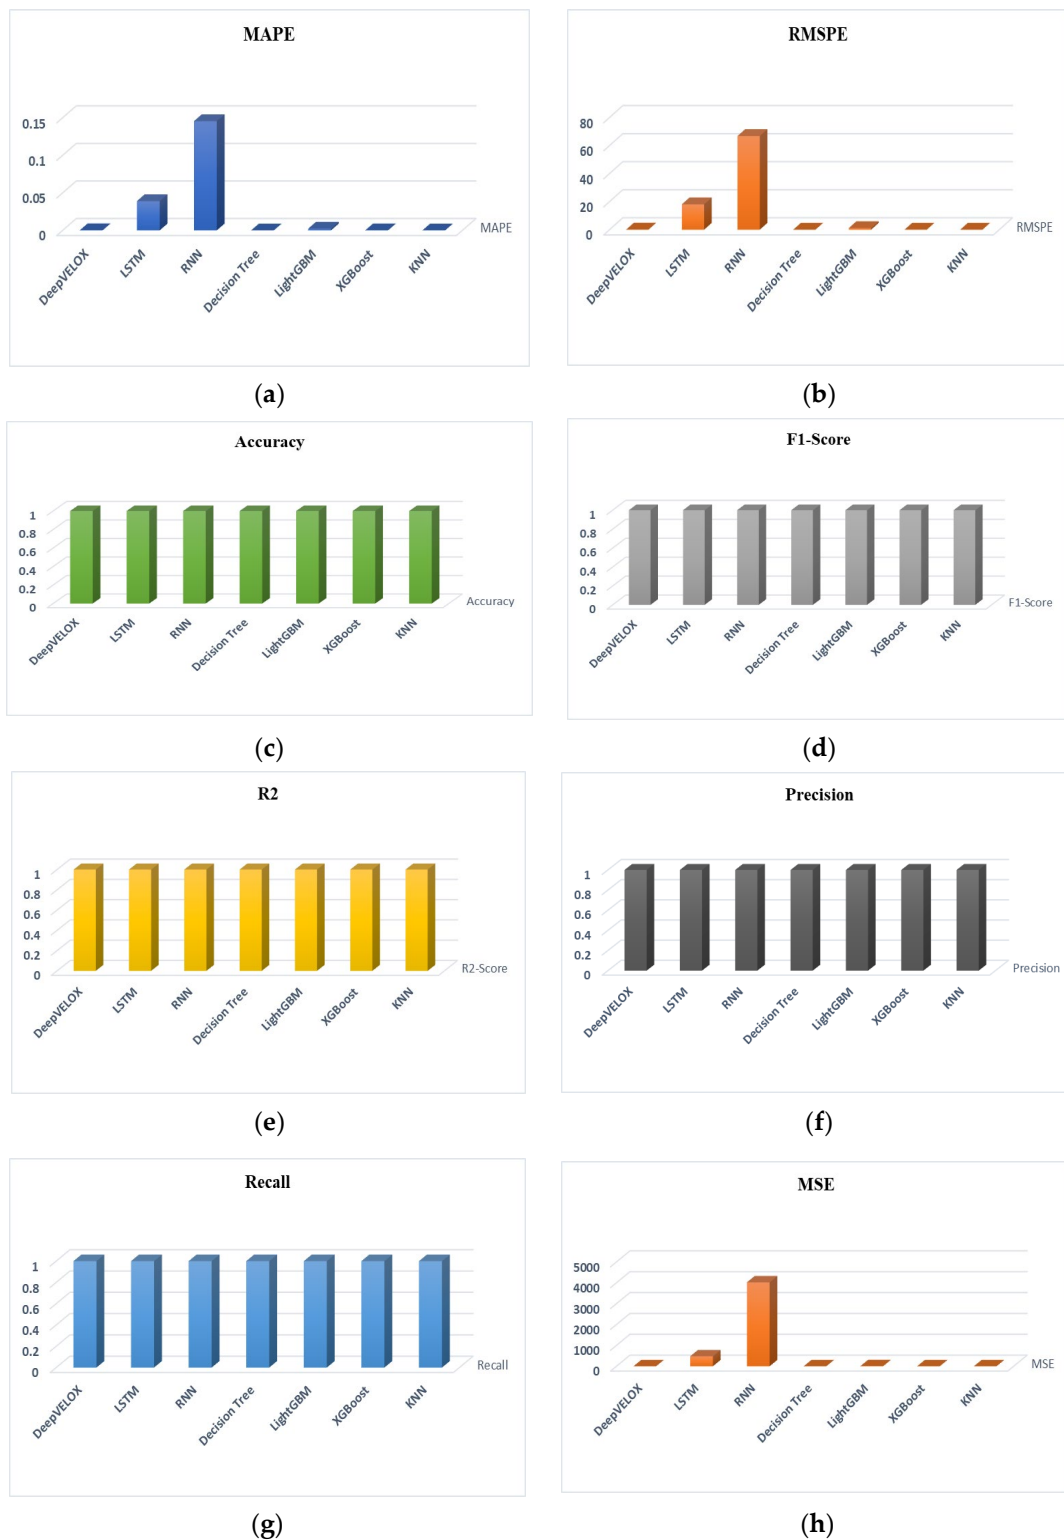 MAPE
0.15
0.1
0.05
0
MAPE
DeepVELOX
LSTM
RNN
Decision Tree
LightGBM
XGBoost
KNN
(a)
RMSPE
80
60
40
20
0
RMSPE
DeepVELOX
LSTM
RNN
Decision Tree
LightGBM
XGBoost
KNN
(b)
Accuracy
1
0.8
0.6
0.4
0.2
0
Accuracy
DeepVELOX
LSTM
RNN
Decision Tree
LightGBM
XGBoost
KNN
(c)
F1-Score
1
0.8
0.6
0.4
0.2
0
F1-Score
DeepVELOX
LSTM
RNN
Decision Tree
LightGBM
XGBoost
KNN
(d)
R2
1
0.8
0.6
0.4
0.2
0
R2-Score
DeepVELOX
LSTM
RNN
Decision Tree
LightGBM
XGBoost
KNN
(e)
Precision
1
0.8
0.6
0.4
0.2
0
Precision
DeepVELOX
LSTM
RNN
Decision Tree
LightGBM
XGBoost
KNN
(f)
Recall
1
0.8
0.6
0.4
0.2
0
Recall
DeepVELOX
LSTM
RNN
Decision Tree
LightGBM
XGBoost
KNN
(g)
MSE
5000
4000
3000
2000
1000
0
MSE
DeepVELOX
LSTM
RNN
Decision Tree
LightGBM
XGBoost
KNN
(h)